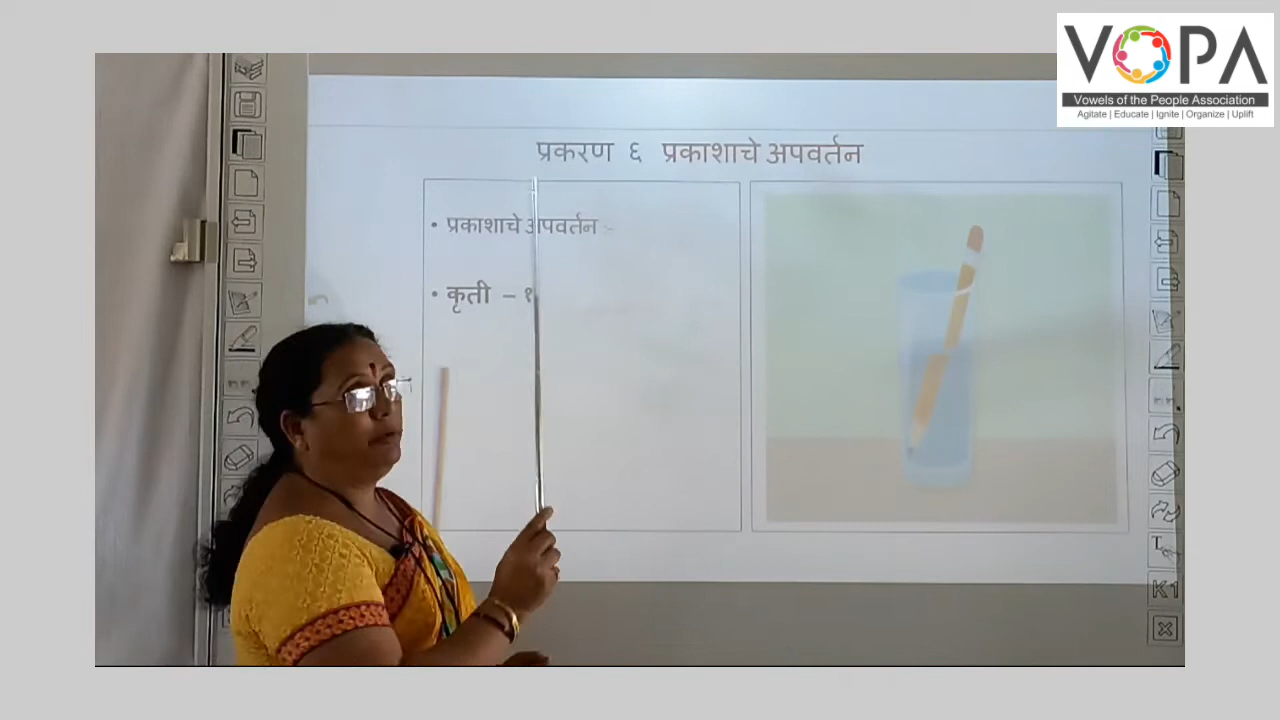 VOPA
Vowels of the People Association
Agitate | Educate | Ignite | Organize | Uplift
प्रकरण ६ प्रकाशाचे अपवर्तन
• प्रकाशाचे अपवर्तन :-
• कृती – १
T
K1